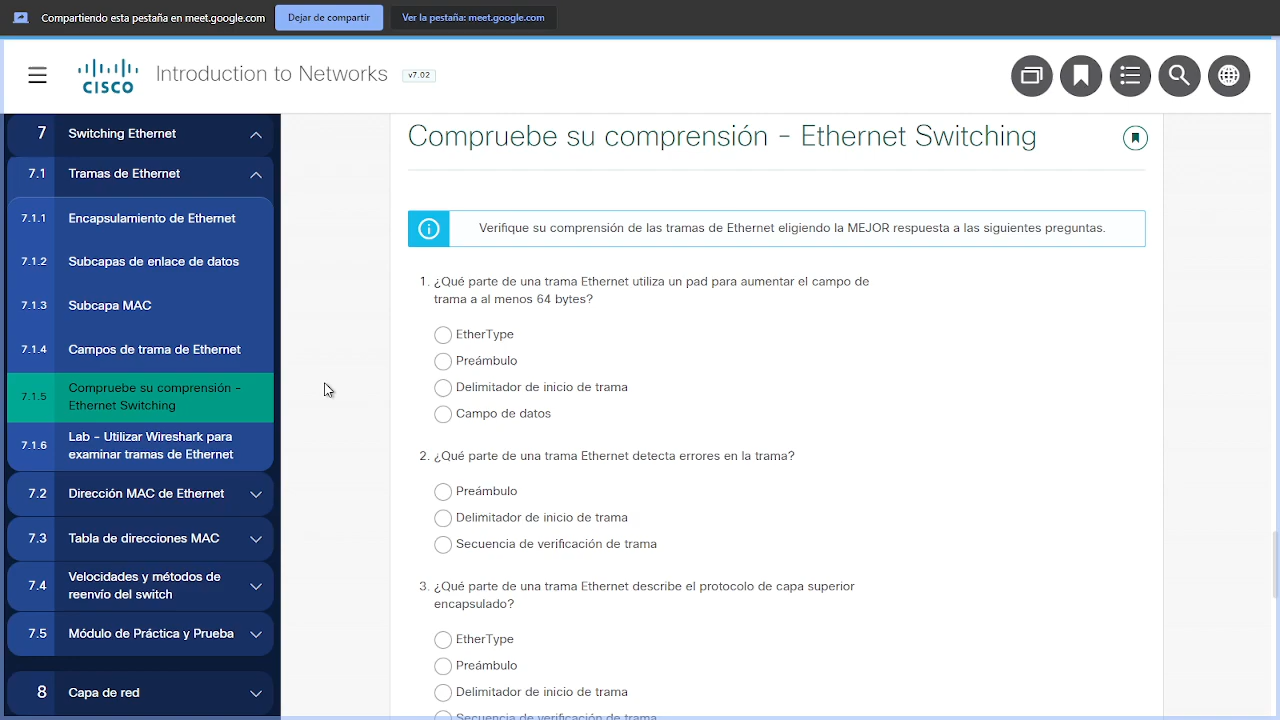 Compartiendo esta pestaña en meet.google.com
Dejar de compartir
Ver la pestaña: meet.google.com
CISCO
Introduction to Networks
v7.02
7 Switching Ethernet
7.1 Tramas de Ethernet
7.1.1 Encapsulamiento de Ethernet
7.1.2 Subcapas de enlace de datos
7.1.3 Subcapa MAC
7.1.4 Campos de trama de Ethernet
7.1.5 Compruebe su comprensión -
Ethernet Switching
7.1.6 Lab - Utilizar Wireshark para
examinar tramas de Ethernet
7.2 Dirección MAC de Ethernet
7.3 Tabla de direcciones MAC
7.4 Velocidades y métodos de
reenvío del switch
7.5 Módulo de Práctica y Prueba
8 Capa de red
Compruebe su comprensión - Ethernet Switching
Verifique su comprensión de las tramas de Ethernet eligiendo la MEJOR respuesta a las siguientes preguntas.
1. ¿Qué parte de una trama Ethernet utiliza un pad para aumentar el campo de
trama a al menos 64 bytes?
EtherType
Preámbulo
Delimitador de inicio de trama
Campo de datos
2. ¿Qué parte de una trama Ethernet detecta errores en la trama?
Preámbulo
Delimitador de inicio de trama
Secuencia de verificación de trama
3. ¿Qué parte de una trama Ethernet describe el protocolo de capa superior
encapsulado?
EtherType
Preámbulo
Delimitador de inicio de trama
Secuencia de verificación de trama